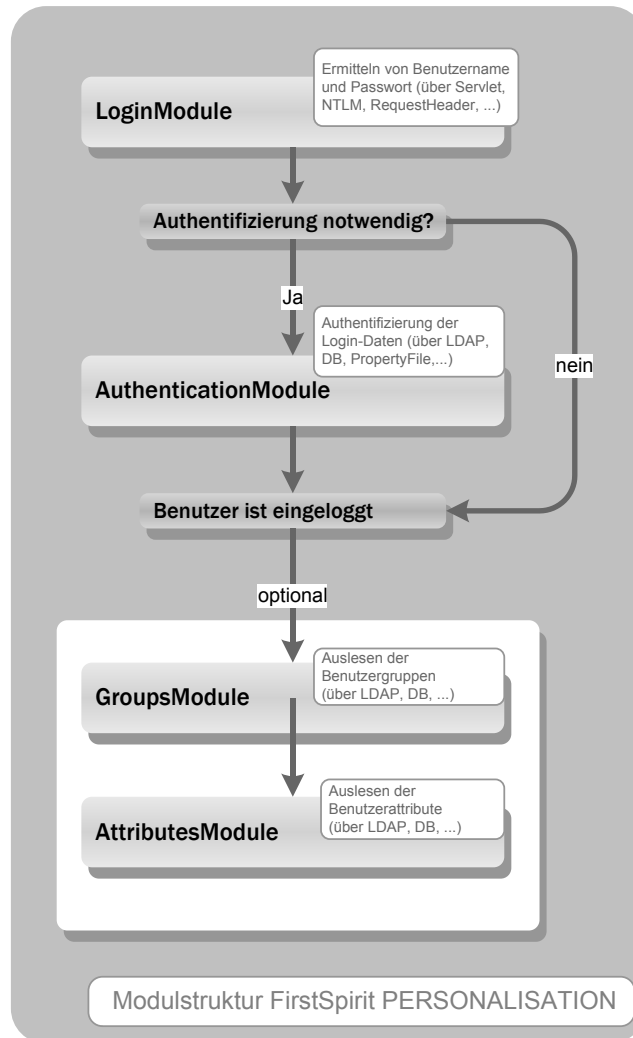 Ermitteln von Benutzername
und Passwort (über Servlet,
NTLM, RequestHeader, ...)
LoginModule
Authentifizierung notwendig?
Ja
nein
Authentifizierung der
Login-Daten (über LDAP,
DB, PropertyFile,...)
AuthenticationModule
Benutzer ist eingeloggt
optional
Auslesen der
Benutzergruppen
(über LDAP, DB, ...)
GroupsModule
Auslesen der
Benutzerattribute
(über LDAP, DB, ...)
AttributesModule
Modulstruktur FirstSpirit PERSONALISATION